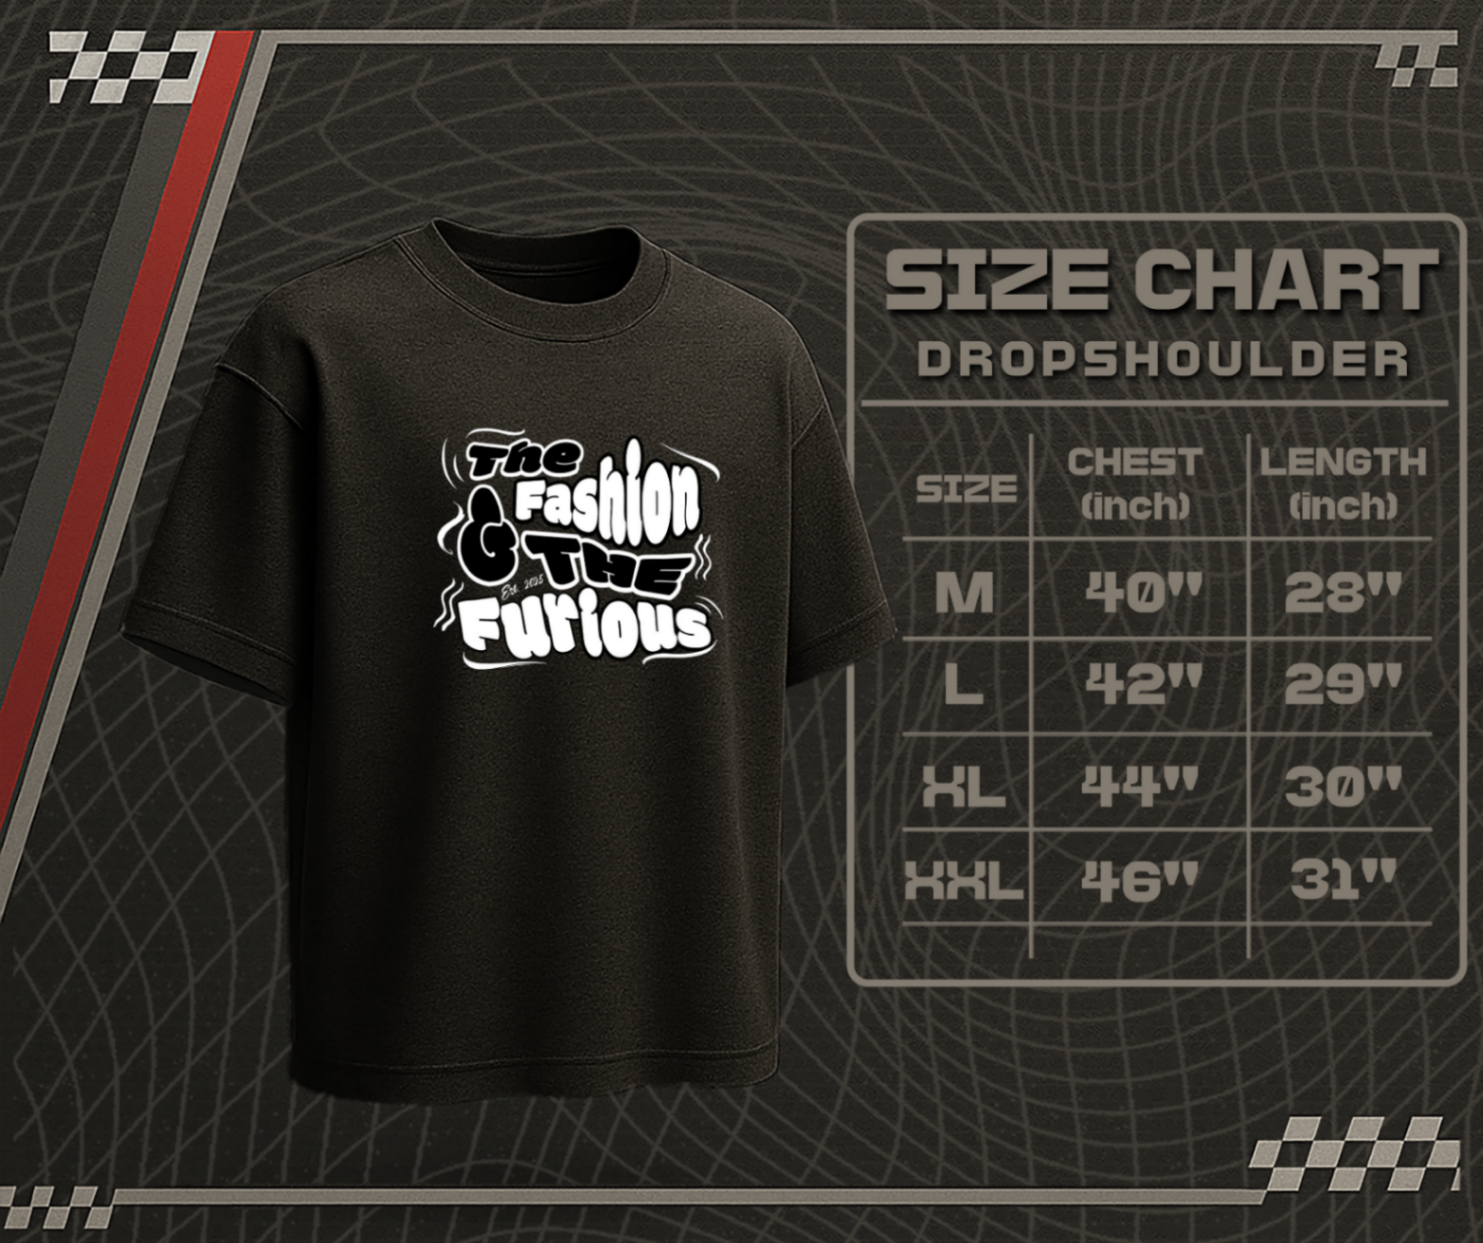 The
Fashion
& THE
Est. 2025
Furious
SIZE CHART
DROPSHOULDER
SIZE CHEST (inch) LENGTH (inch)
M 40" 28"
L 42" 29"
XL 44" 30"
XXL 46" 31"